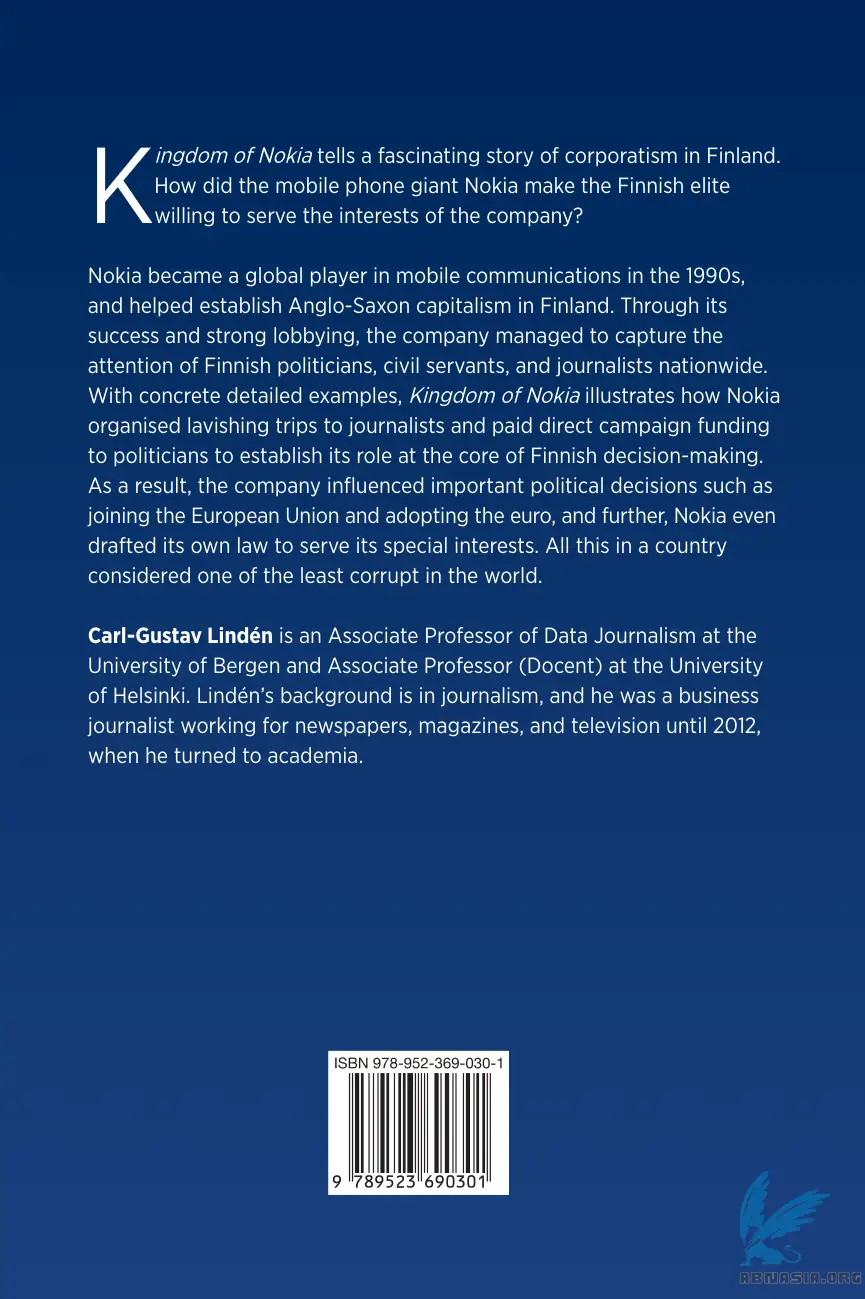 Kingdom of Nokia tells a fascinating story of corporatism in Finland.
How did the mobile phone giant Nokia make the Finnish elite
willing to serve the interests of the company?
Nokia became a global player in mobile communications in the 1990s,
and helped establish Anglo-Saxon capitalism in Finland. Through its
success and strong lobbying, the company managed to capture the
attention of Finnish politicians, civil servants, and journalists nationwide.
With concrete detailed examples, Kingdom of Nokia illustrates how Nokia
organised lavishing trips to journalists and paid direct campaign funding
to politicians to establish its role at the core of Finnish decision-making.
As a result, the company influenced important political decisions such as
joining the European Union and adopting the euro, and further, Nokia even
drafted its own law to serve its special interests. All this in a country
considered one of the least corrupt in the world.
Carl-Gustav Lindén is an Associate Professor of Data Journalism at the
University of Bergen and Associate Professor (Docent) at the University
of Helsinki. Lindén’s background is in journalism, and he was a business
journalist working for newspapers, magazines, and television until 2012,
when he turned to academia.
ISBN 978-952-369-030-1
9 789523 690301
ABNASIA.ORG